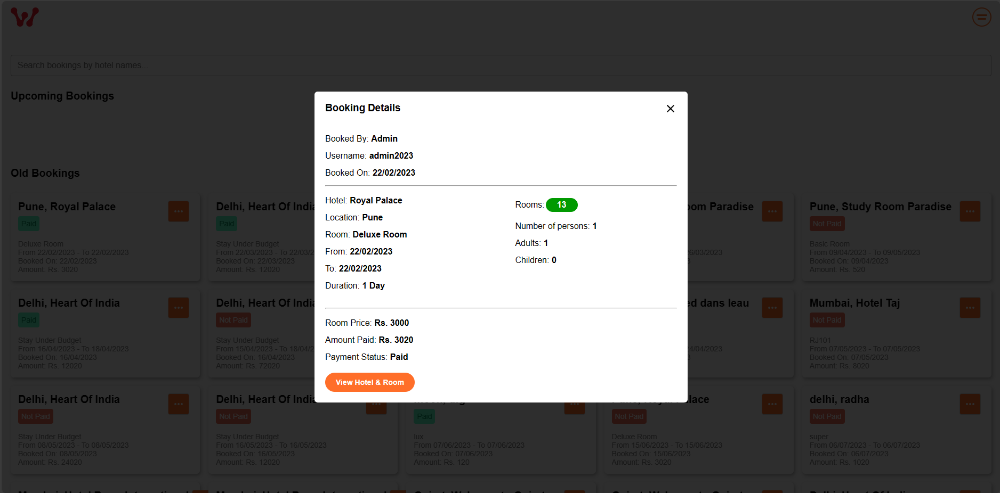 Search bookings by hotel names...
Upcoming Bookings
Old Bookings
Booking Details
Booked By: Admin
Username: admin2023
Booked On: 22/02/2023
Hotel: Royal Palace
Location: Pune
Room: Deluxe Room
From: 22/02/2023
To: 22/02/2023
Duration: 1 Day
Rooms: 13
Number of persons: 1
Adults: 1
Children: 0
Room Price: Rs. 3000
Amount Paid: Rs. 3020
Payment Status: Paid
View Hotel & Room
Pune, Royal Palace
Paid
Deluxe Room
From 22/02/2023 - To 22/02/2023
Booked On: 22/02/2023
Amount: Rs. 3020
Delhi, Heart Of India
Paid
Stay Under Budget
From 22/03/2023 - To 22/03/2
Booked On: 22/03/2023
Amount: Rs. 12020
Room Paradise
26/03/2023
Pune, Study Room Paradise
Not Paid
Basic Room
From 09/04/2023 - To 09/05/2023
Booked On: 09/04/2023
Amount: Rs. 520
Delhi, Heart Of India
Paid
Stay Under Budget
From 16/04/2023 - To 18/04/2023
Booked On: 16/04/2023
Amount: Rs. 12020
Delhi, Heart Of India
Not Paid
Stay Under Budget
From 15/04/2023 - To 18/04/2
Booked On: 16/04/2023
Amount: Rs. 72020
ed dans leau
4/04/2023
Mumbai, Hotel Taj
Not Paid
RJ101
From 07/05/2023 - To 07/05/2023
Booked On: 07/05/2023
Amount: Rs. 8020
Delhi, Heart Of India
Not Paid
Stay Under Budget
From 08/05/2023 - To 08/05/2023
Booked On: 08/05/2023
Amount: Rs. 24020
Delhi, Heart Of India
Not Paid
Stay Under Budget
From 16/05/2023 - To 16/05/2023
Booked On: 16/05/2023
Amount: Rs. 12020
Paid
lux
From 07/06/2023 - To 07/06/2023
Booked On: 07/06/2023
Amount: Rs. 120
Pune, Royal Palace
Not Paid
Deluxe Room
From 15/06/2023 - To 15/06/2023
Booked On: 15/06/2023
Amount: Rs. 3020
delhi, radha
Not Paid
super
From 06/07/2023 - To 06/07/2023
Booked On: 06/07/2023
Amount: Rs. 1020
Delhi, Heart Of India